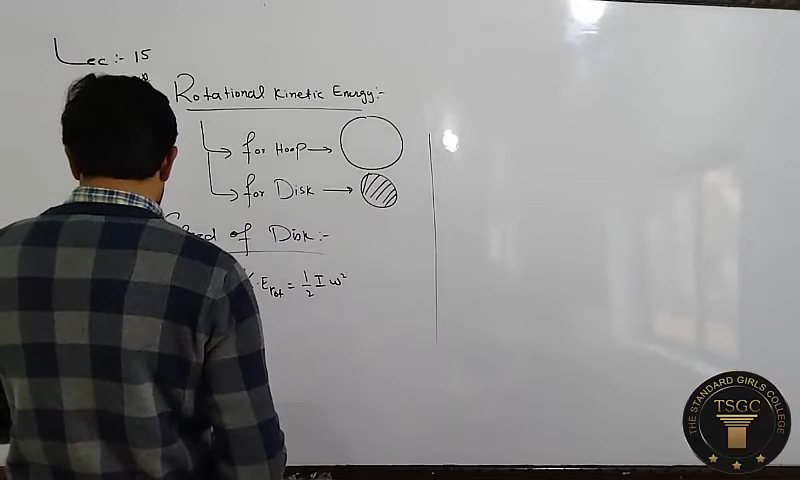 Lec :- 15
Rotational Kinetic Energy:-
for Hoop →
for Disk →
of Disk:-
.E_rot = 1/2 I ω²
THE STANDARD GIRLS COLLEGE
TSGC